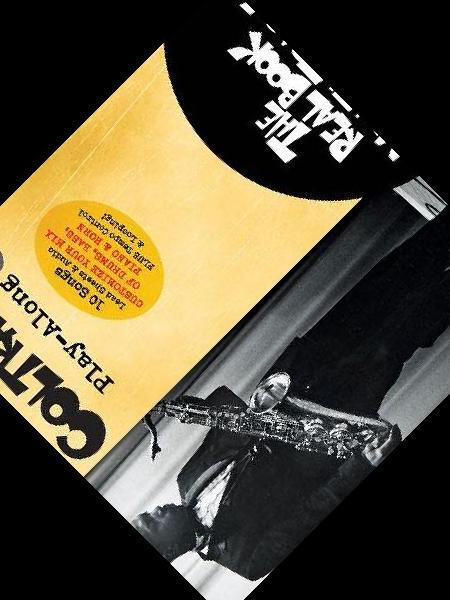 COLTR
Play-Along
10 Songs
Lead Sheets & Audio
CUSTOMIZE YOUR MIX
OF DRUMS, BASS,
PIANO & HORN
PLUS Tempo Control
& Looping!
THE
REAL BOOK